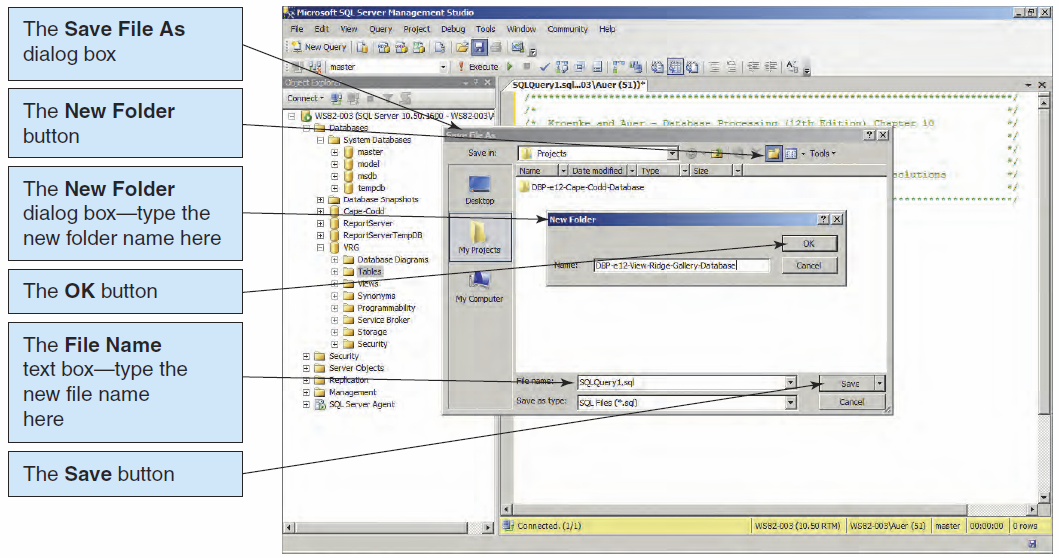 The Save File As
dialog box
The New Folder
button
The New Folder
dialog box—type the
new folder name here
The OK button
The File Name
text box—type the
new file name
here
The Save button
Microsoft SQL Server Management Studio
File Edit View Query Project Debug Tools Window Community Help
New Query
master
Execute
Object Explorer
Connect
WS82-003 (SQL Server 10.50.1600 - WS82-003\
Databases
System Databases
master
model
msdb
tempdb
Database Snapshots
Cape-Codd
ReportServer
ReportServerTempDB
VRG
Database Diagrams
Tables
Views
Synonyms
Programmability
Service Broker
Storage
Security
Security
Server Objects
Replication
Management
SQL Server Agent
SQLQuery1.sql...03\Auer (51))*
/* Kroenke and Auer - Database Processing (12th Edition) Chapter 10
solutions */
Save File As
Save in: Projects Tools
Name Date modified Type Size
DBP-e12-Cape-Codd-Database
Desktop
My Projects
My Computer
New Folder
OK
Name: DBP-e12-View-Ridge-Gallery-Database
Cancel
File name: SQLQuery1.sql Save
Save as type: SQL Files (*.sql) Cancel
Connected. (1/1) WS82-003 (10.50 RTM) WS82-003\Auer (51) master 00:00:00 0 rows